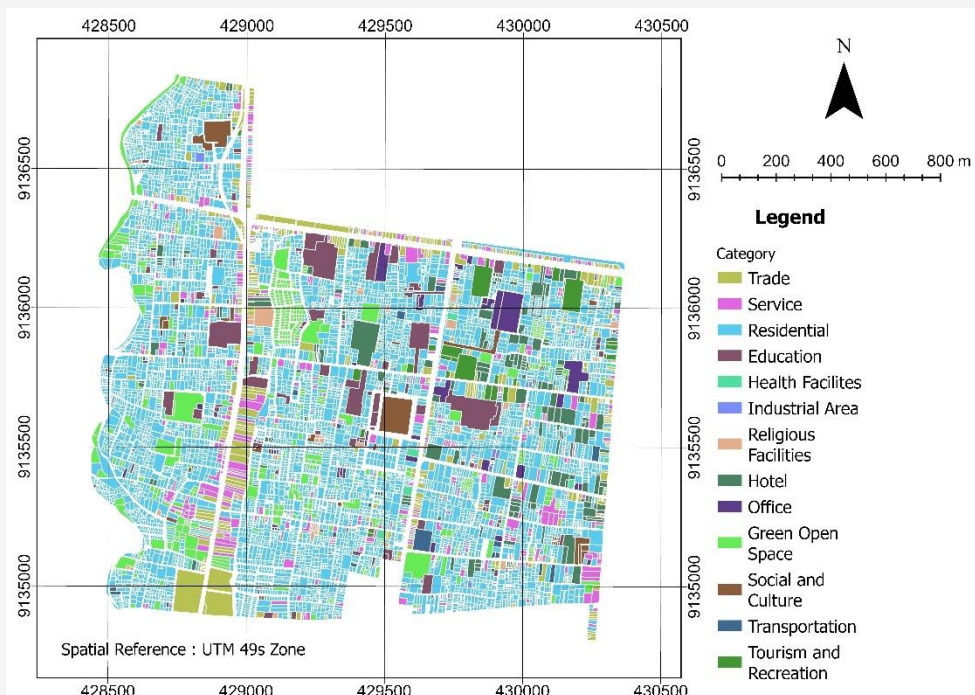 428500 429000 429500 430000 430500
N
9136500 9136500
0 200 400 600 800 m
Legend
Category
Trade
Service
9136000 9136000
Residential
Education
Health Facilites
Industrial Area
Religious
Facilities
9135500 9135500
Hotel
Office
Green Open
Space
9135000 9135000
Social and
Culture
Transportation
Tourism and
Recreation
Spatial Reference : UTM 49s Zone
428500 429000 429500 430000 430500